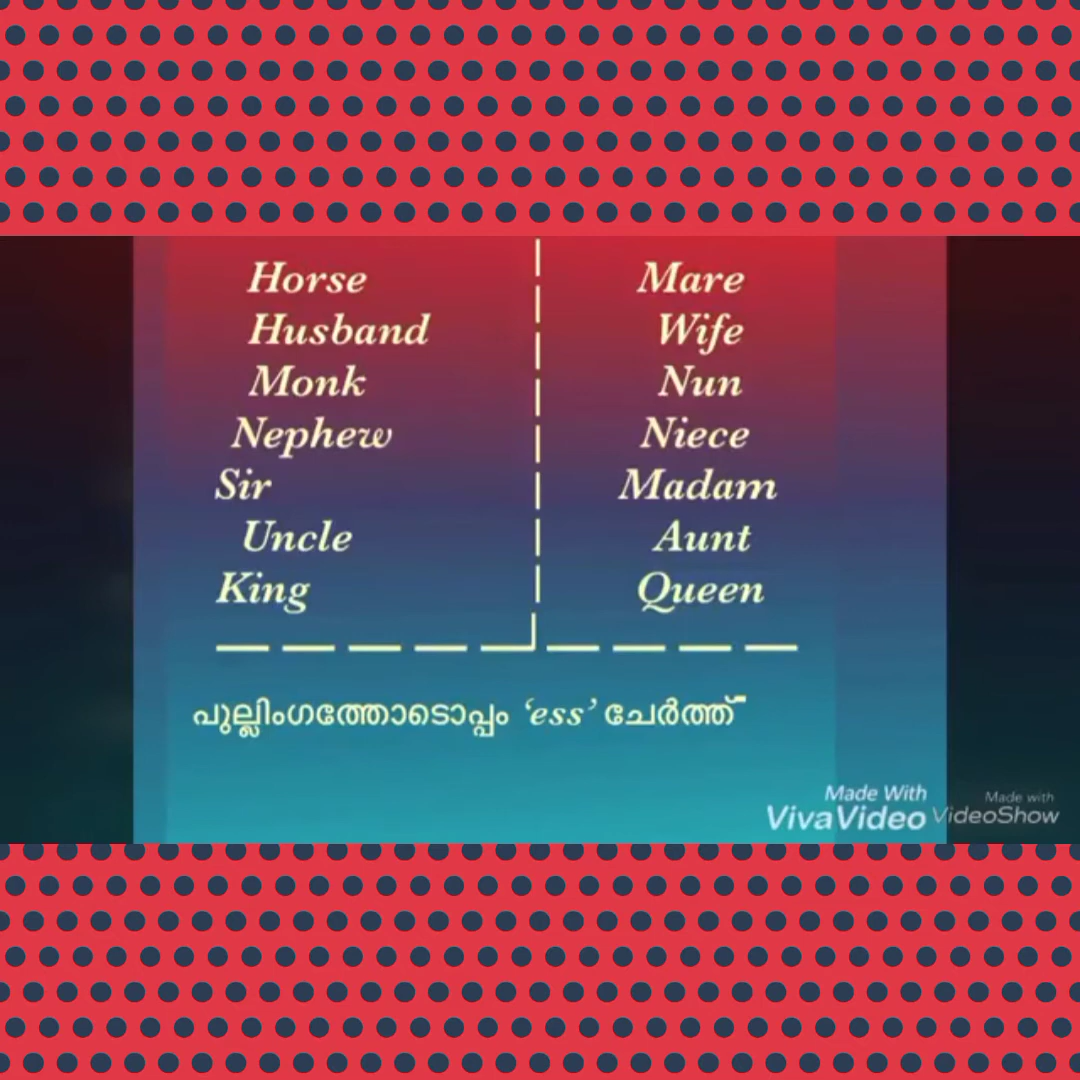 Horse Mare
Husband Wife
Monk Nun
Nephew Niece
Sir Madam
Uncle Aunt
King Queen
പുല്ലിംഗത്തോടൊപ്പം ‘ess’ ചേർത്ത്
Made With
VivaVideo
Made with
VideoShow